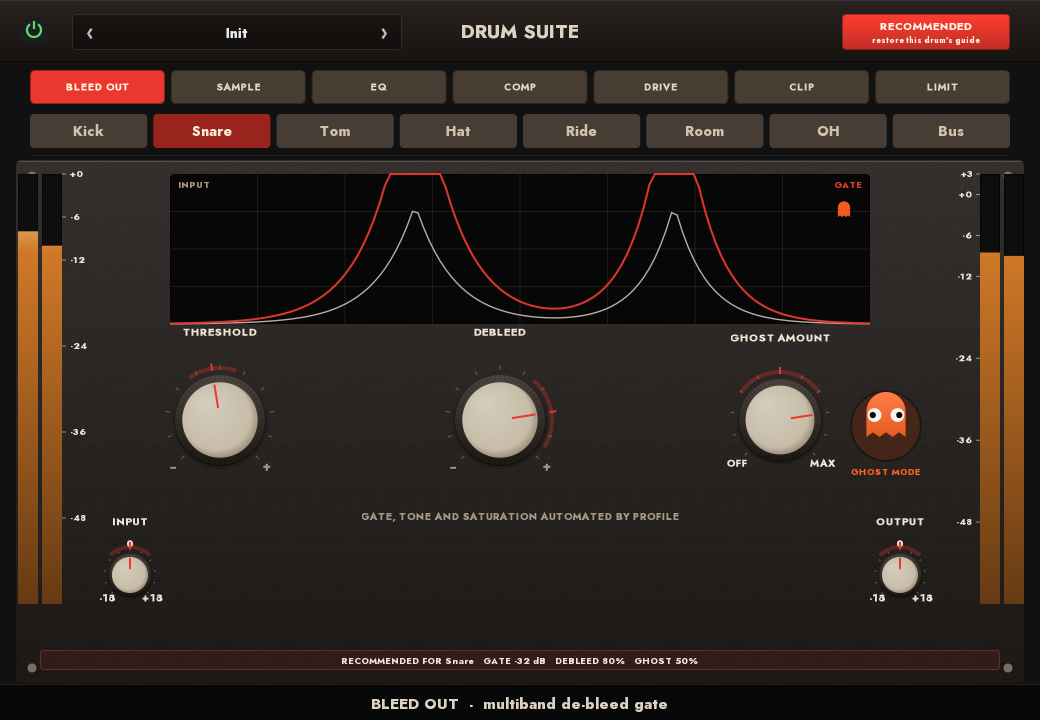 ‹ Init ›
DRUM SUITE
RECOMMENDED
restore this drum's guide
BLEED OUT SAMPLE EQ COMP DRIVE CLIP LIMIT
Kick Snare Tom Hat Ride Room OH Bus
+0
-6
-12
-24
-36
-48
INPUT
GATE
+3
+0
-6
-12
-24
-36
-48
THRESHOLD
- +
DEBLEED
- +
GHOST AMOUNT
OFF MAX
GHOST MODE
GATE, TONE AND SATURATION AUTOMATED BY PROFILE
INPUT
0
-18 +18
OUTPUT
0
-18 +18
RECOMMENDED FOR Snare GATE -32 dB DEBLEED 80% GHOST 50%
BLEED OUT - multiband de-bleed gate